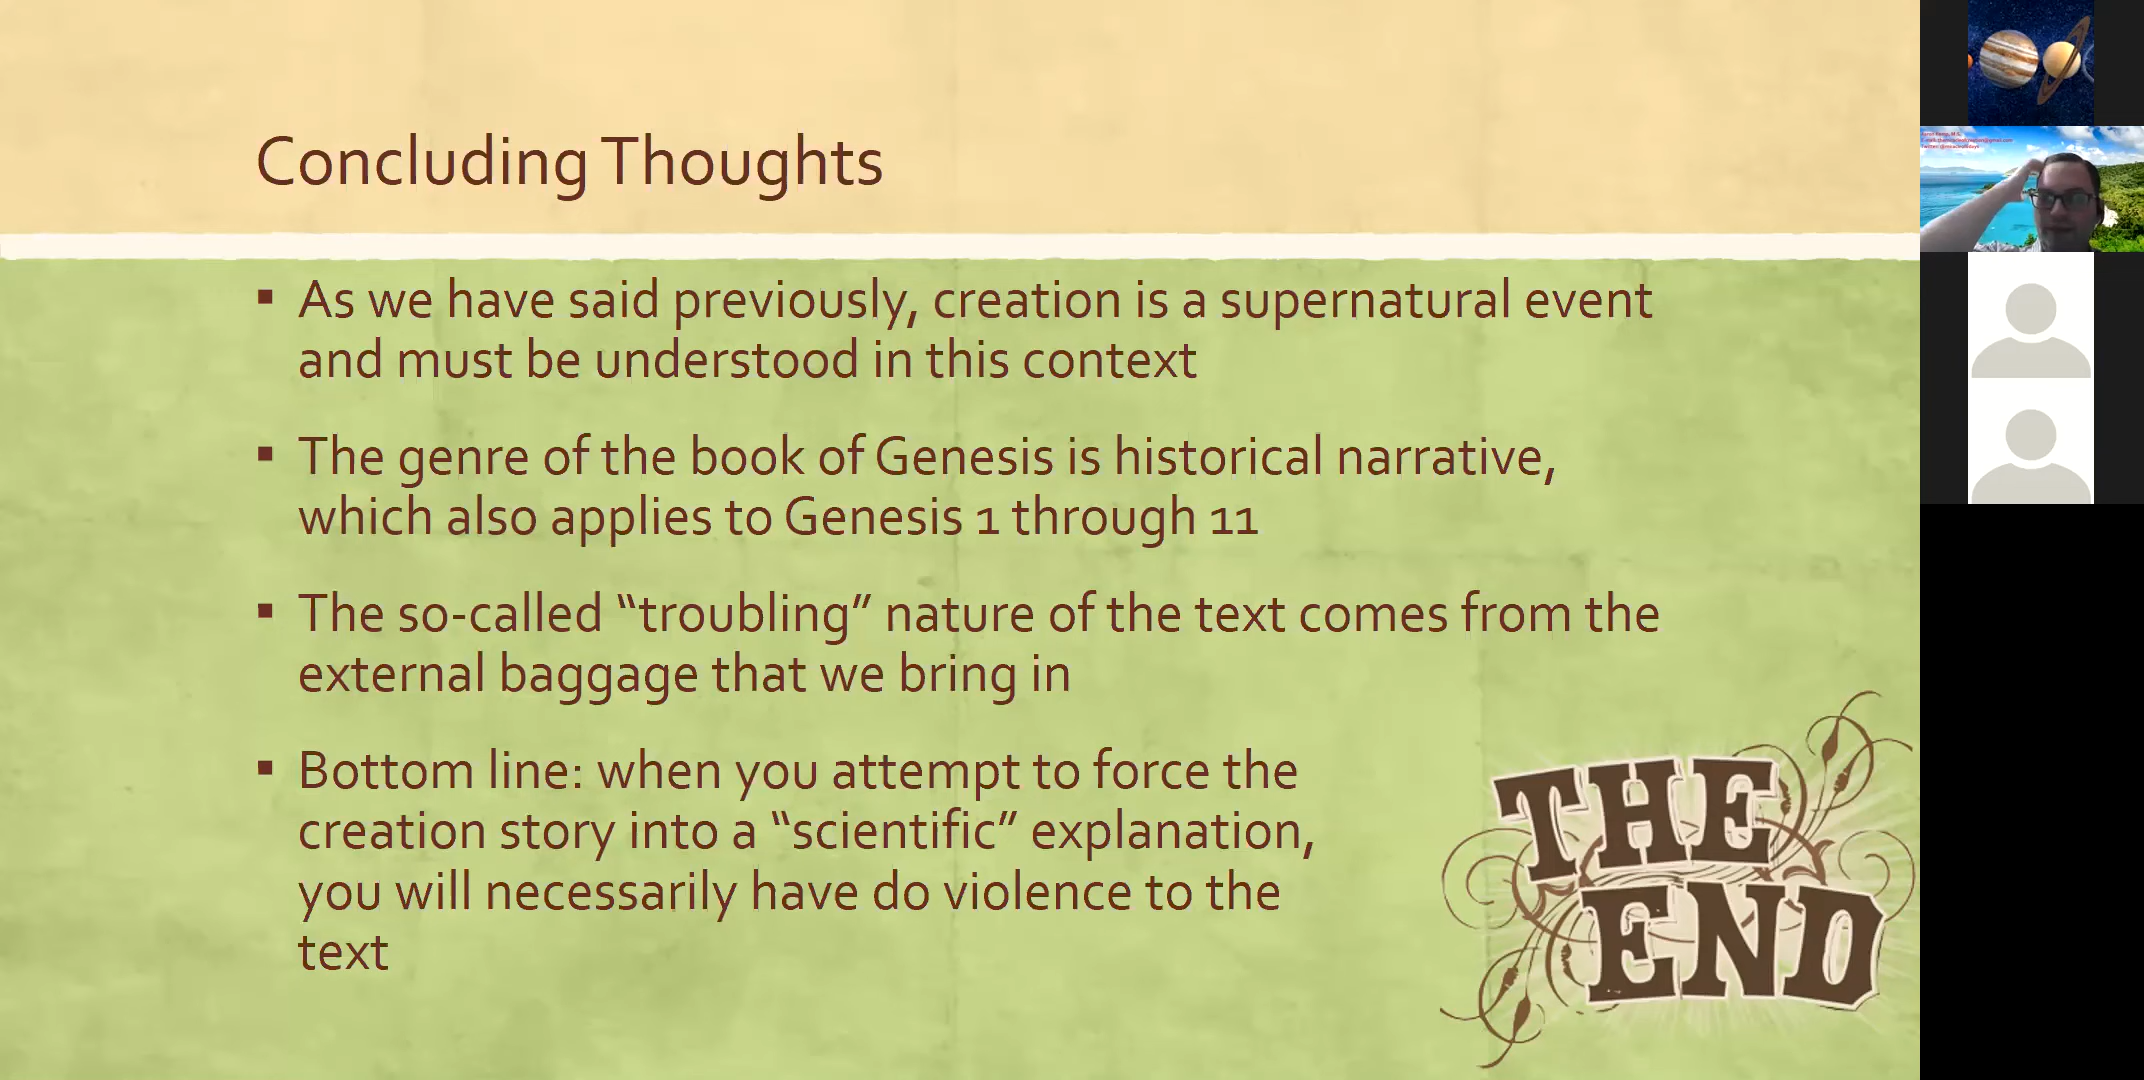 Concluding Thoughts
▪ As we have said previously, creation is a supernatural event
and must be understood in this context
▪ The genre of the book of Genesis is historical narrative,
which also applies to Genesis 1 through 11
▪ The so-called “troubling” nature of the text comes from the
external baggage that we bring in
▪ Bottom line: when you attempt to force the
creation story into a “scientific” explanation,
you will necessarily have do violence to the
text
THE
END